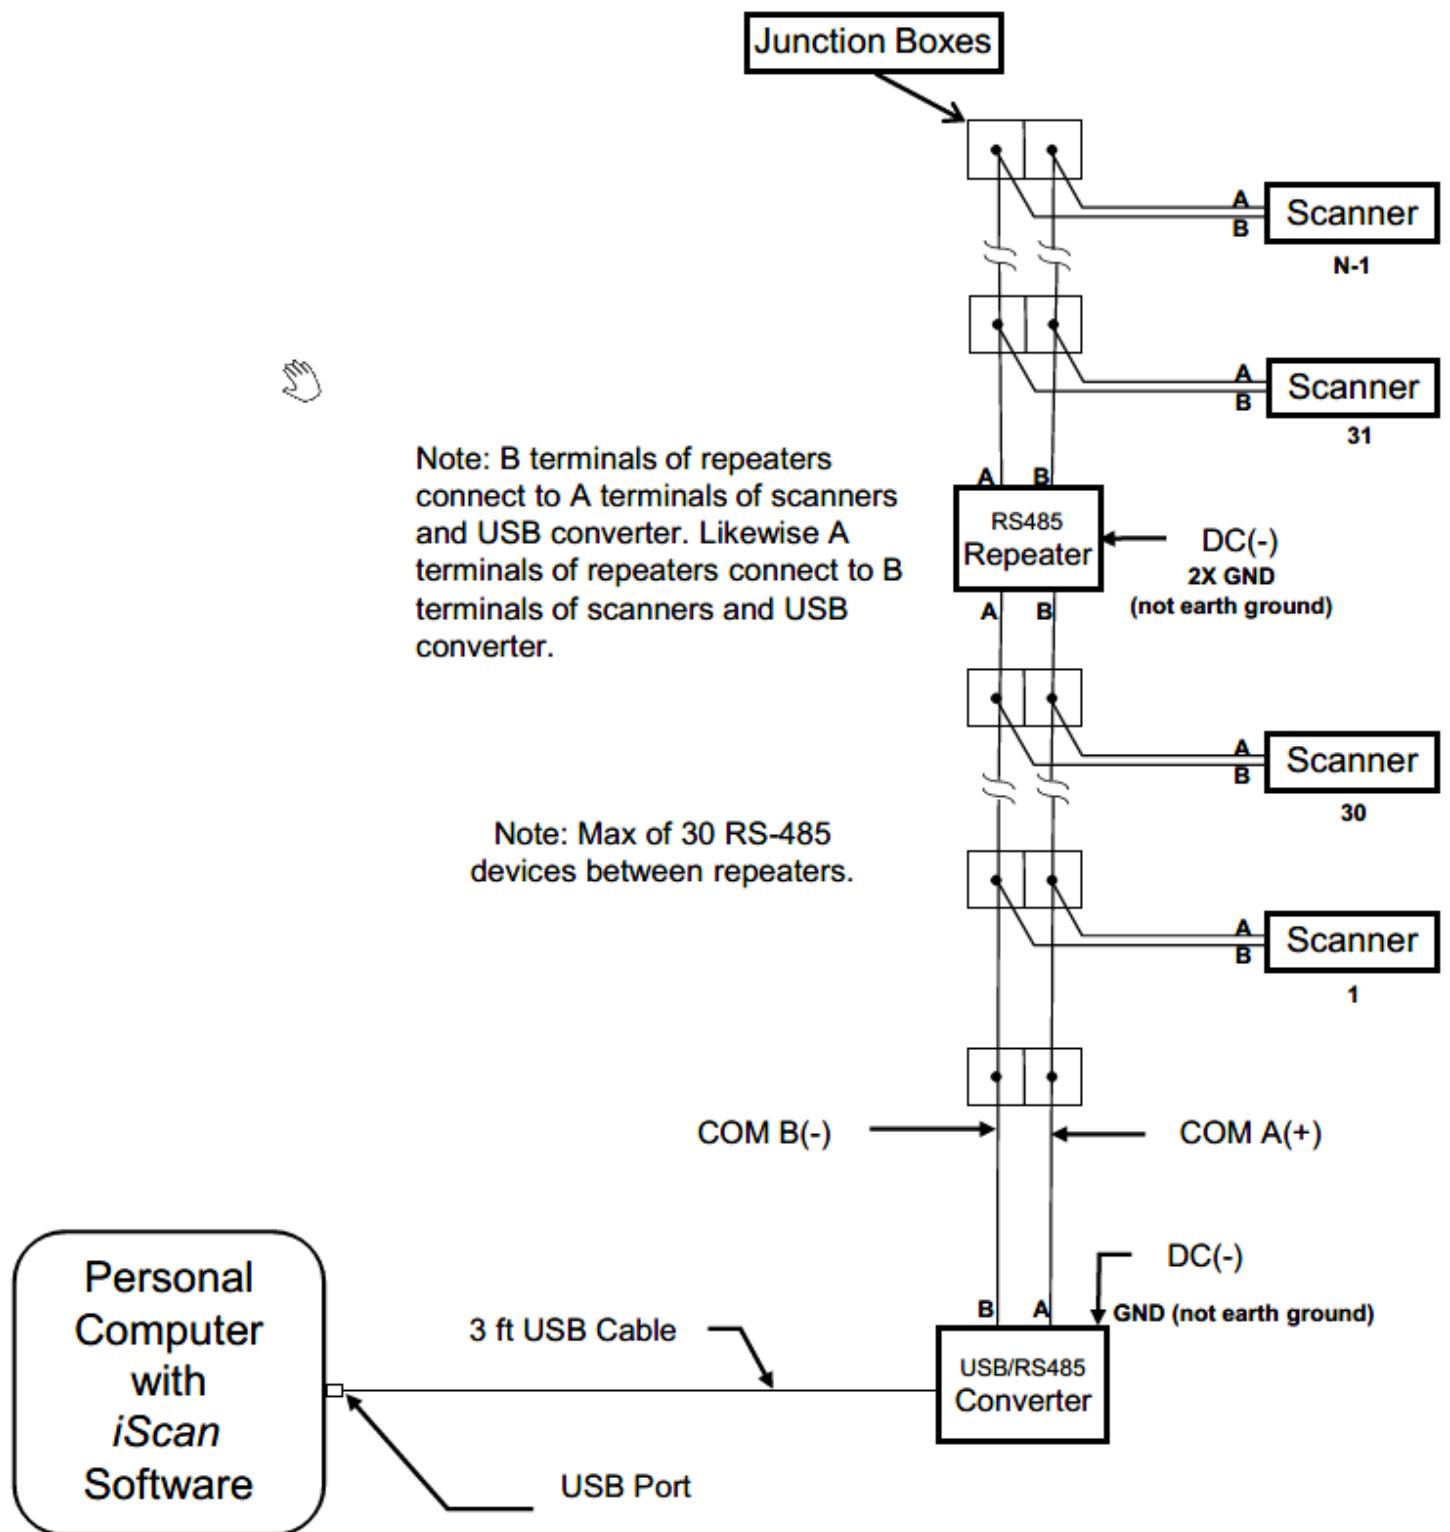 Junction Boxes
A
B
Scanner
N-1
A
B
Scanner
31
Note: B terminals of repeaters
connect to A terminals of scanners
and USB converter. Likewise A
terminals of repeaters connect to B
terminals of scanners and USB
converter.
A
B
RS485
Repeater
DC(-)
2X GND
(not earth ground)
A
B
A
B
Scanner
30
Note: Max of 30 RS-485
devices between repeaters.
A
B
Scanner
1
COM B(-)
COM A(+)
DC(-)
GND (not earth ground)
B
A
USB/RS485
Converter
3 ft USB Cable
Personal
Computer
with
iScan
Software
USB Port